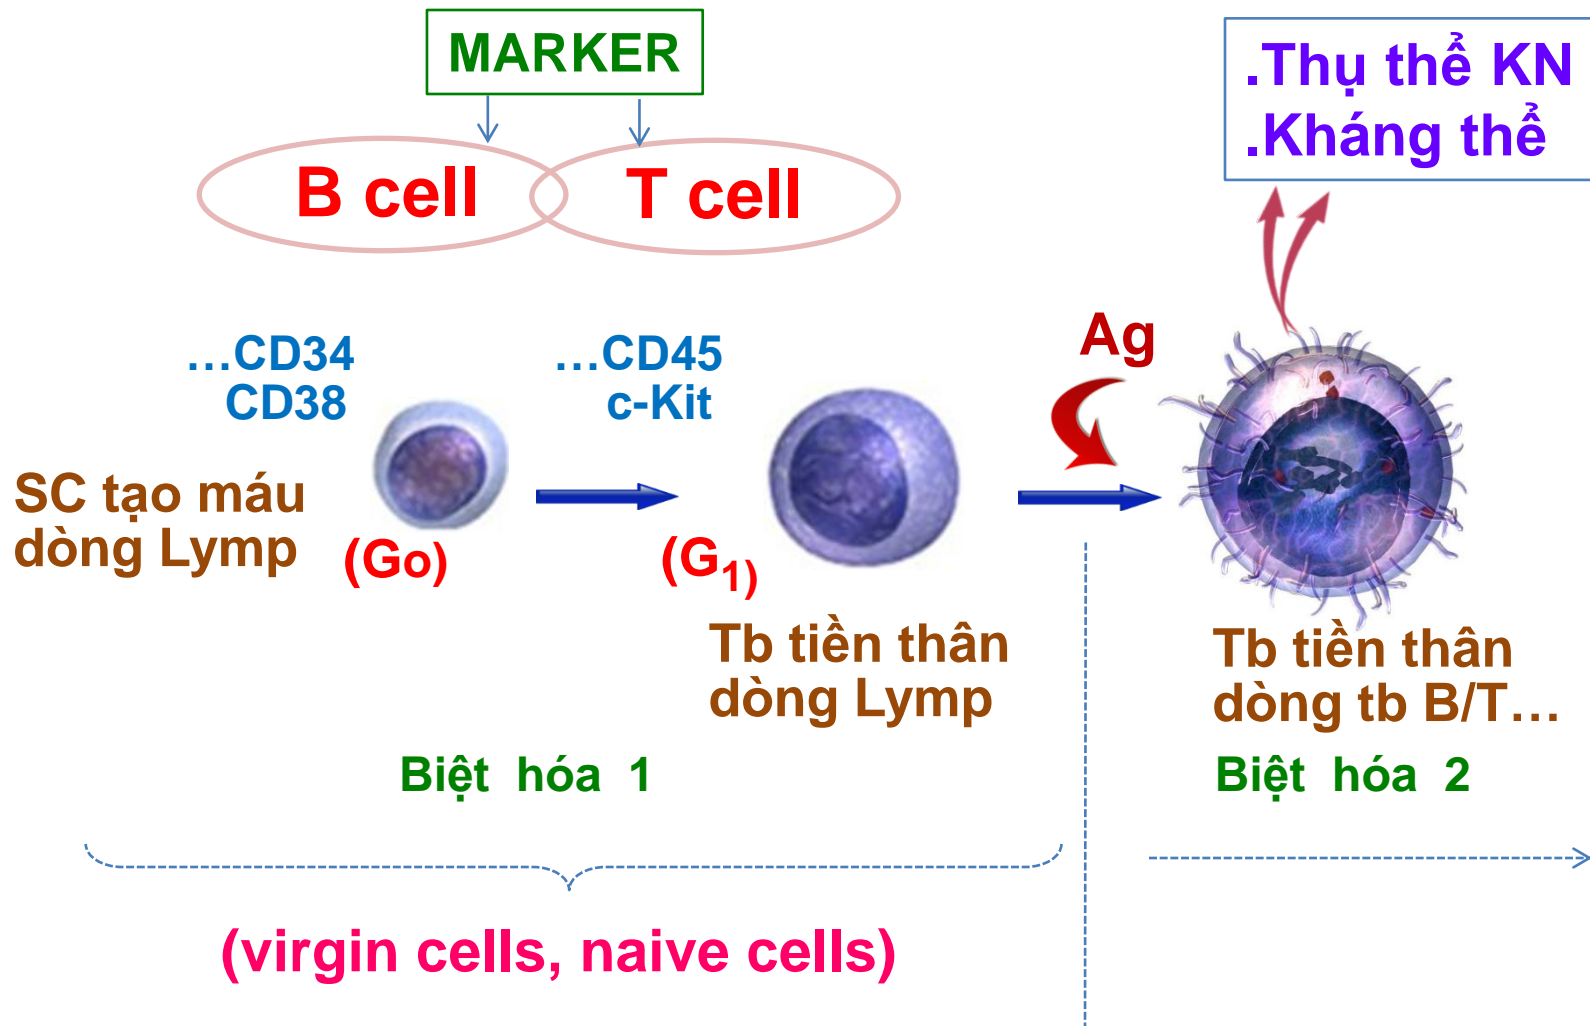 MARKER
.Thụ thể KN
.Kháng thể
B cell
T cell
...CD34
CD38
...CD45
c-Kit
Ag
SC tạo máu
dòng Lymp
(Go)
(G1)
Tb tiền thân
dòng Lymp
Tb tiền thân
dòng tb B/T...
Biệt hóa 1
Biệt hóa 2
(virgin cells, naive cells)